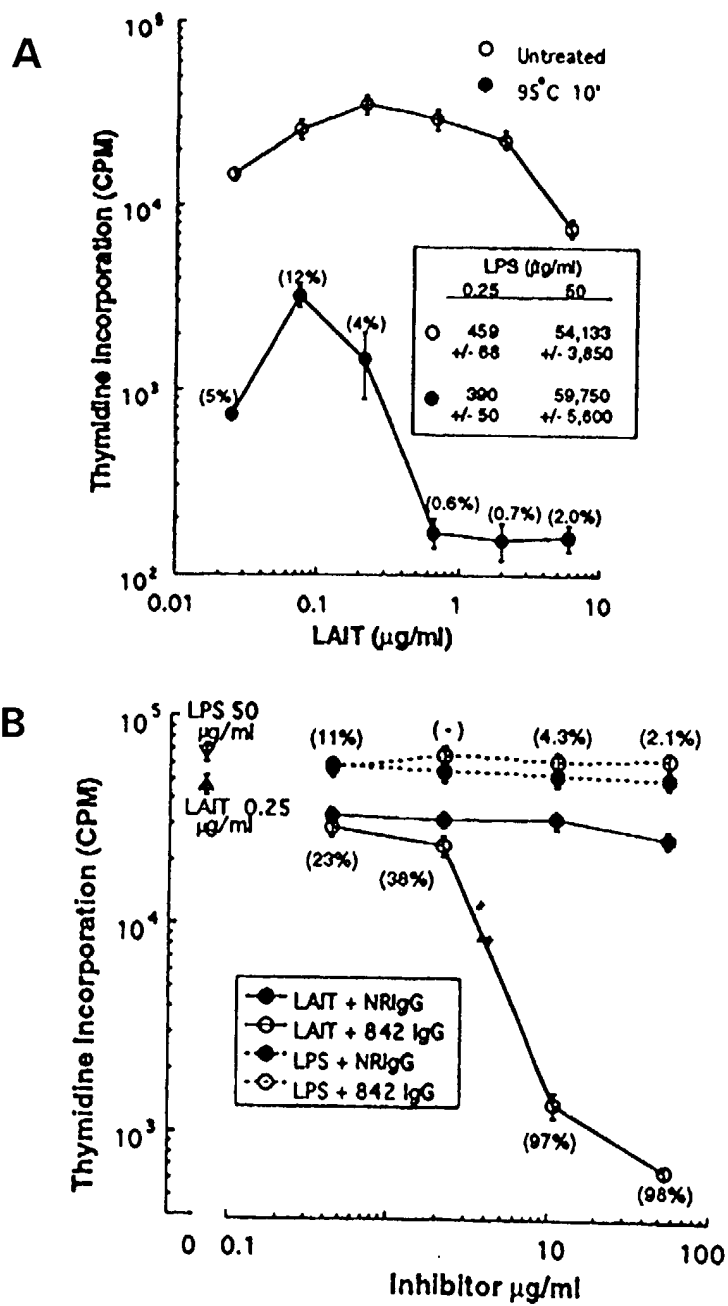 A
10⁵
Untreated
95°C 10'
Thymidine Incorporation (CPM)
10⁴
LPS (µg/ml)
0.25 50
459 54,133
+/- 68 +/- 3,850
390 59,750
+/- 50 +/- 5,600
(12%)
(4%)
10³
(5%)
(0.6%)
(0.7%)
(2.0%)
10²
0.01 0.1 1 10
LAIT (µg/ml)
B
10⁵
LPS 50
µg/ml
(11%) (-) (4.3%) (2.1%)
LAIT 0.25
µg/ml
(23%)
(38%)
Thymidine Incorporation (CPM)
10⁴
LAIT + NRIgG
LAIT + 842 IgG
LPS + NRIgG
LPS + 842 IgG
10³
(97%)
(98%)
0 0.1 1 10 100
Inhibitor µg/ml